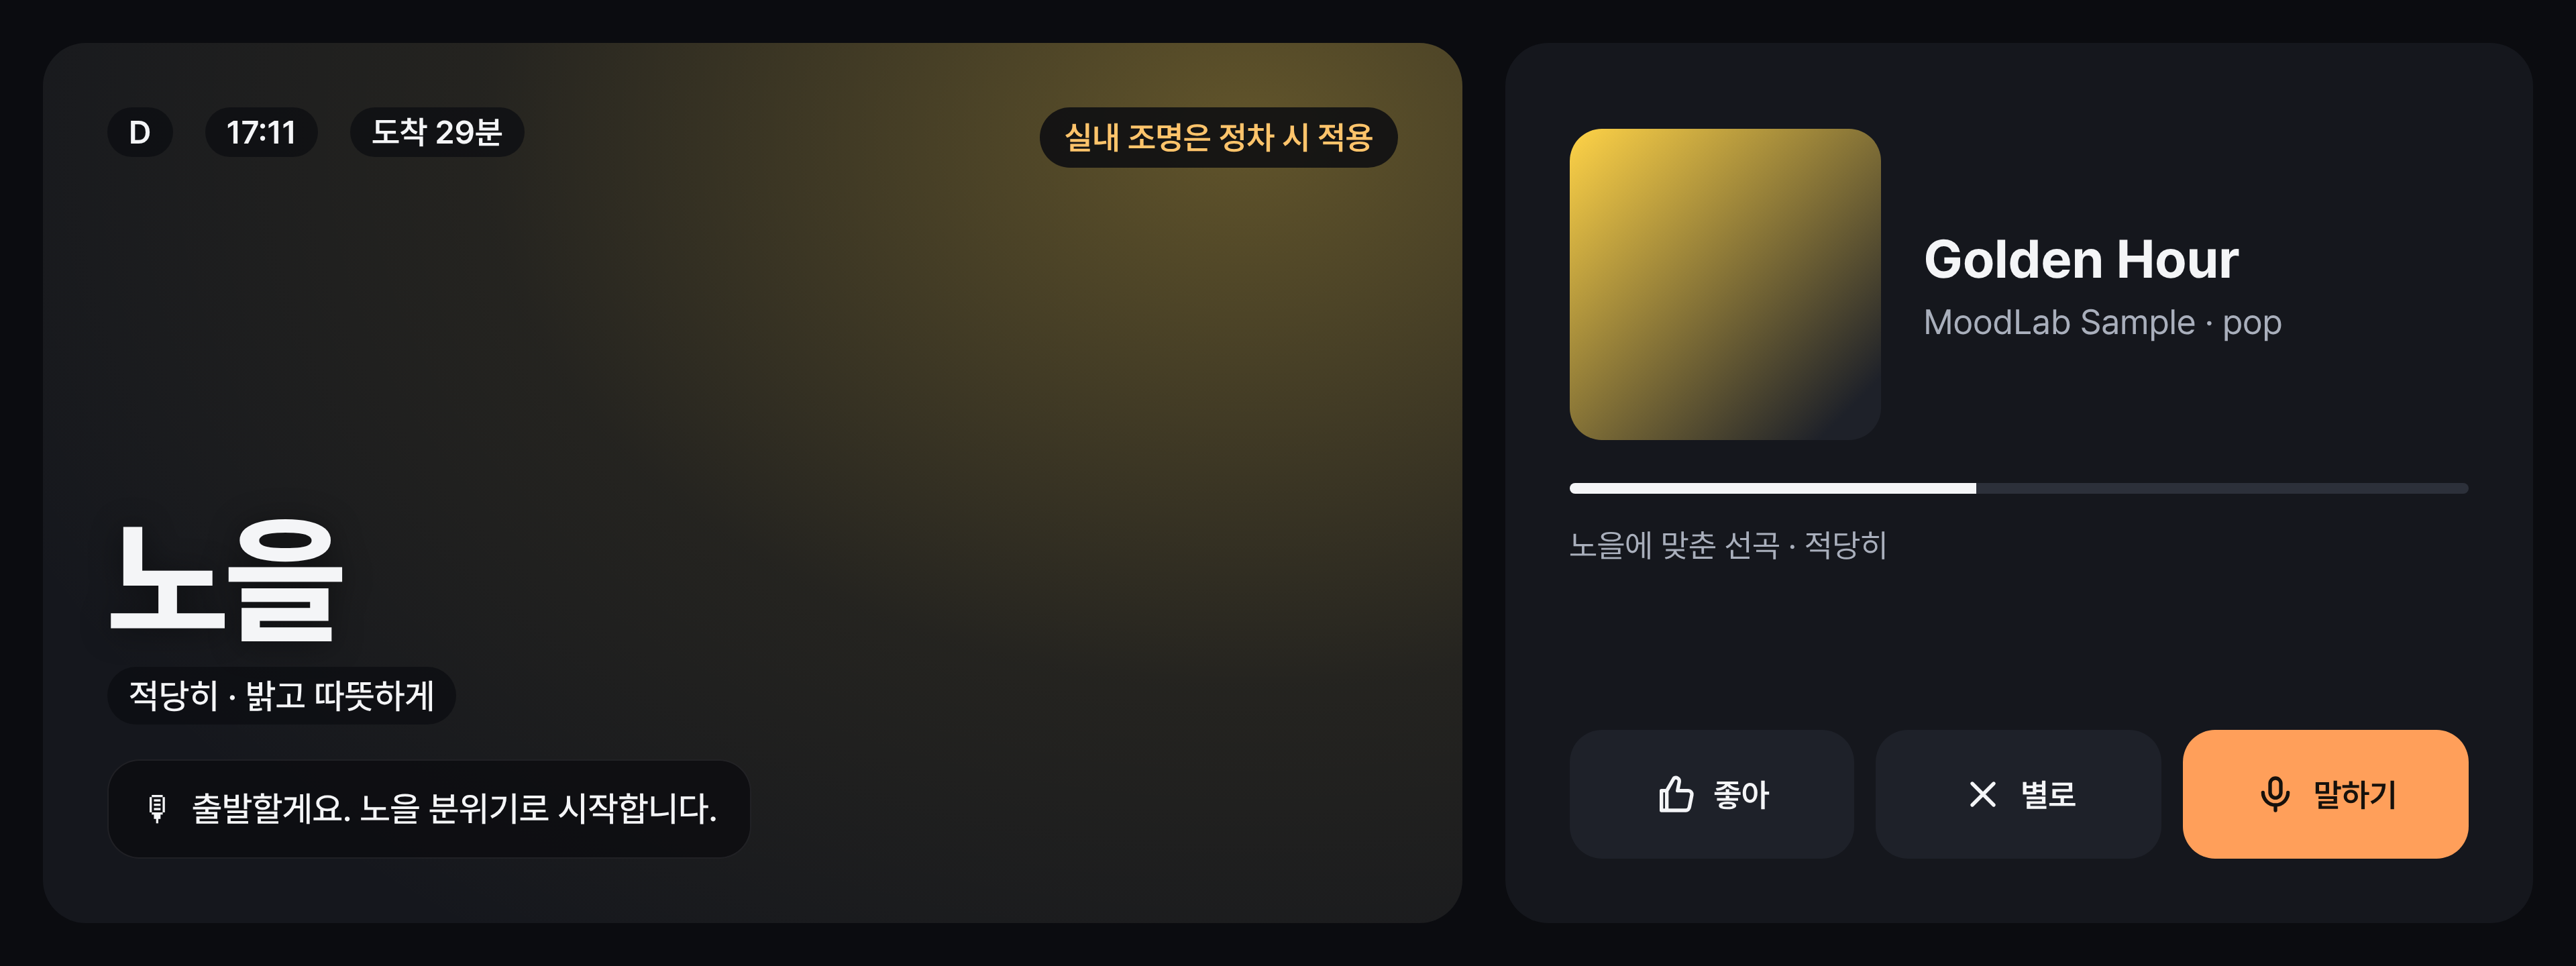 D 17:11 도착 29분
실내 조명은 정차 시 적용
노을
적당히 · 밝고 따뜻하게
출발할게요. 노을 분위기로 시작합니다.
Golden Hour
MoodLab Sample · pop
노을에 맞춘 선곡 · 적당히
좋아
별로
말하기